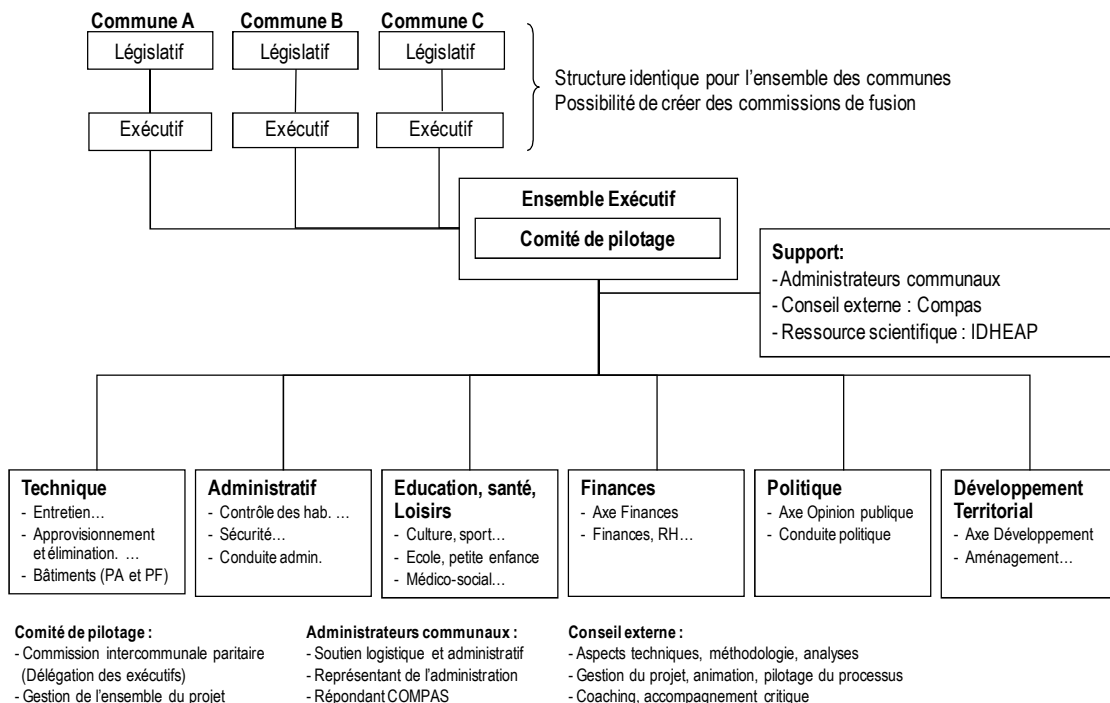 Commune A
Commune B
Commune C
Législatif
Législatif
Législatif
Exécutif
Exécutif
Exécutif
Structure identique pour l'ensemble des communes
Possibilité de créer des commissions de fusion
Ensemble Exécutif
Comité de pilotage
Support:
- Administrateurs communaux
- Conseil externe : Compas
- Ressource scientifique : IDHEAP
Technique
- Entretien…
- Approvisionnement
et élimination. …
- Bâtiments (PA et PF)
Administratif
- Contrôle des hab. …
- Sécurité…
- Conduite admin.
Education, santé,
Loisirs
- Culture, sport…
- Ecole, petite enfance
- Médico-social…
Finances
- Axe Finances
- Finances, RH…
Politique
- Axe Opinion publique
- Conduite politique
Développement
Territorial
- Axe Développement
- Aménagement…
Comité de pilotage :
- Commission intercommunale paritaire
(Délégation des exécutifs)
- Gestion de l'ensemble du projet
Administrateurs communaux :
- Soutien logistique et administratif
- Représentant de l'administration
- Répondant COMPAS
Conseil externe :
- Aspects techniques, méthodologie, analyses
- Gestion du projet, animation, pilotage du processus
- Coaching, accompagnement critique